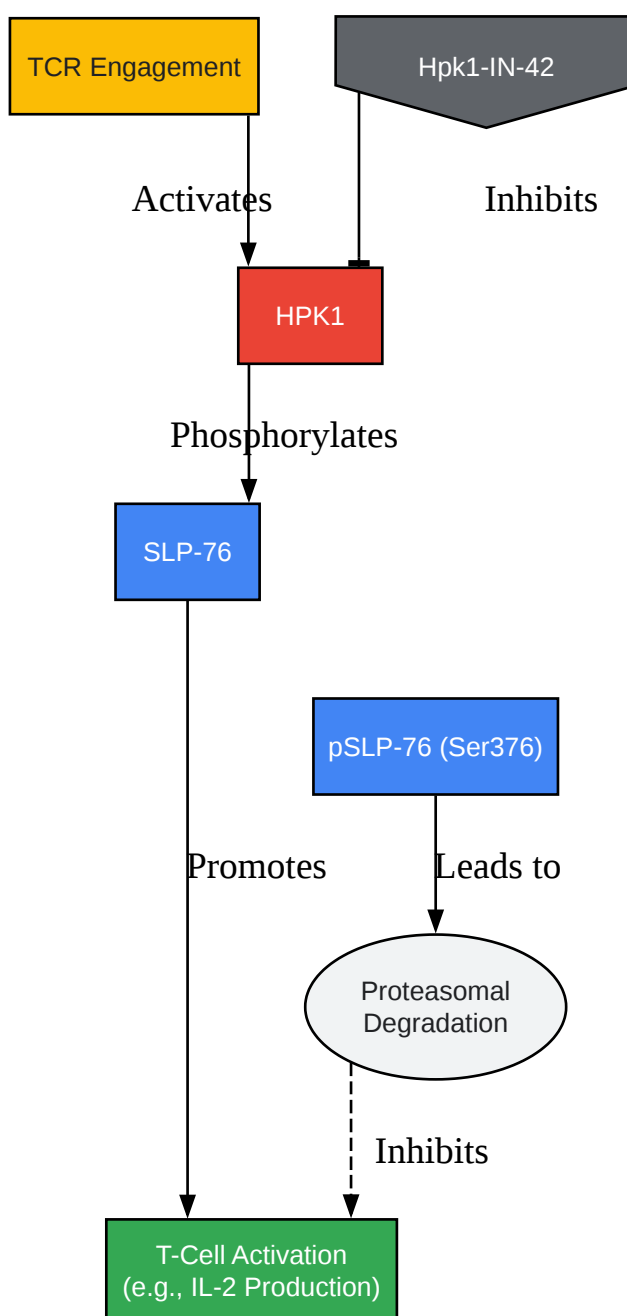 TCR Engagement
Hpk1-IN-42
Activates
Inhibits
HPK1
Phosphorylates
SLP-76
pSLP-76 (Ser376)
Promotes
Leads to
Proteasomal
Degradation
Inhibits
T-Cell Activation
(e.g., IL-2 Production)